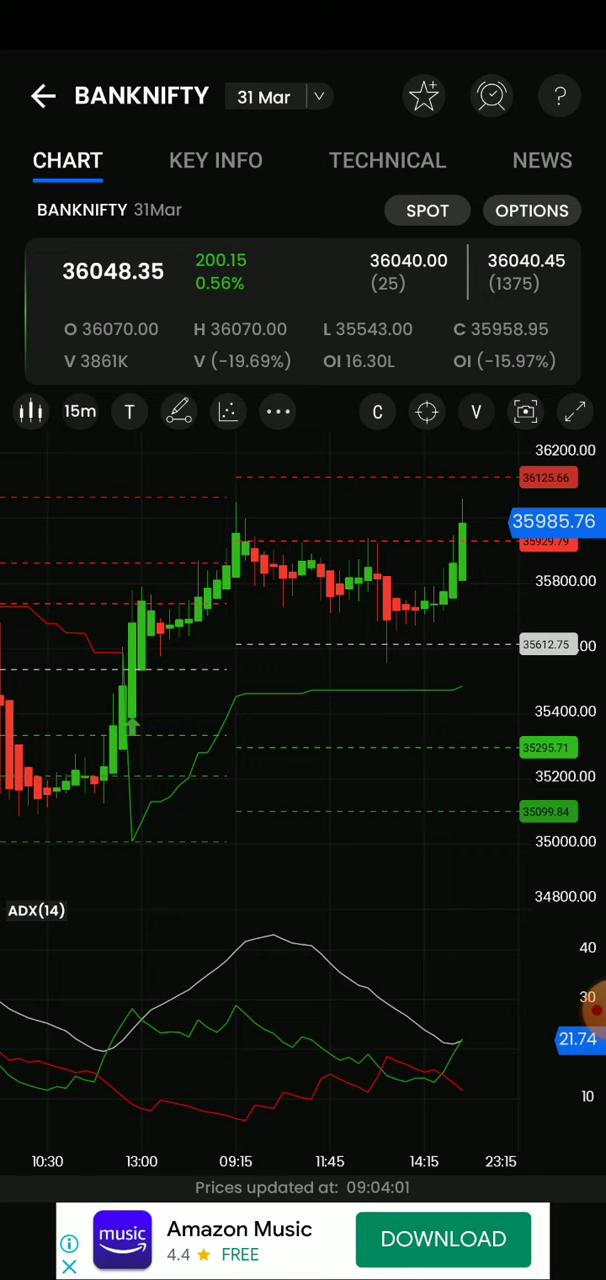 BANKNIFTY 31 Mar ?
CHART KEY INFO TECHNICAL NEWS
BANKNIFTY 31Mar SPOT OPTIONS
36048.35 200.15 0.56% 36040.00 (25) 36040.45 (1375)
O 36070.00 H 36070.00 L 35543.00 C 35958.95
V 3861K V (-19.69%) OI 16.30L OI (-15.97%)
15m T C V
36200.00
36125.66
35985.76
35929.79
35800.00
35612.75
35400.00
35295.71
35200.00
35099.84
35000.00
34800.00
ADX(14)
40
30
21.74
10
10:30 13:00 09:15 11:45 14:15 23:15
Prices updated at: 09:04:01
music
Amazon Music
4.4 FREE
DOWNLOAD